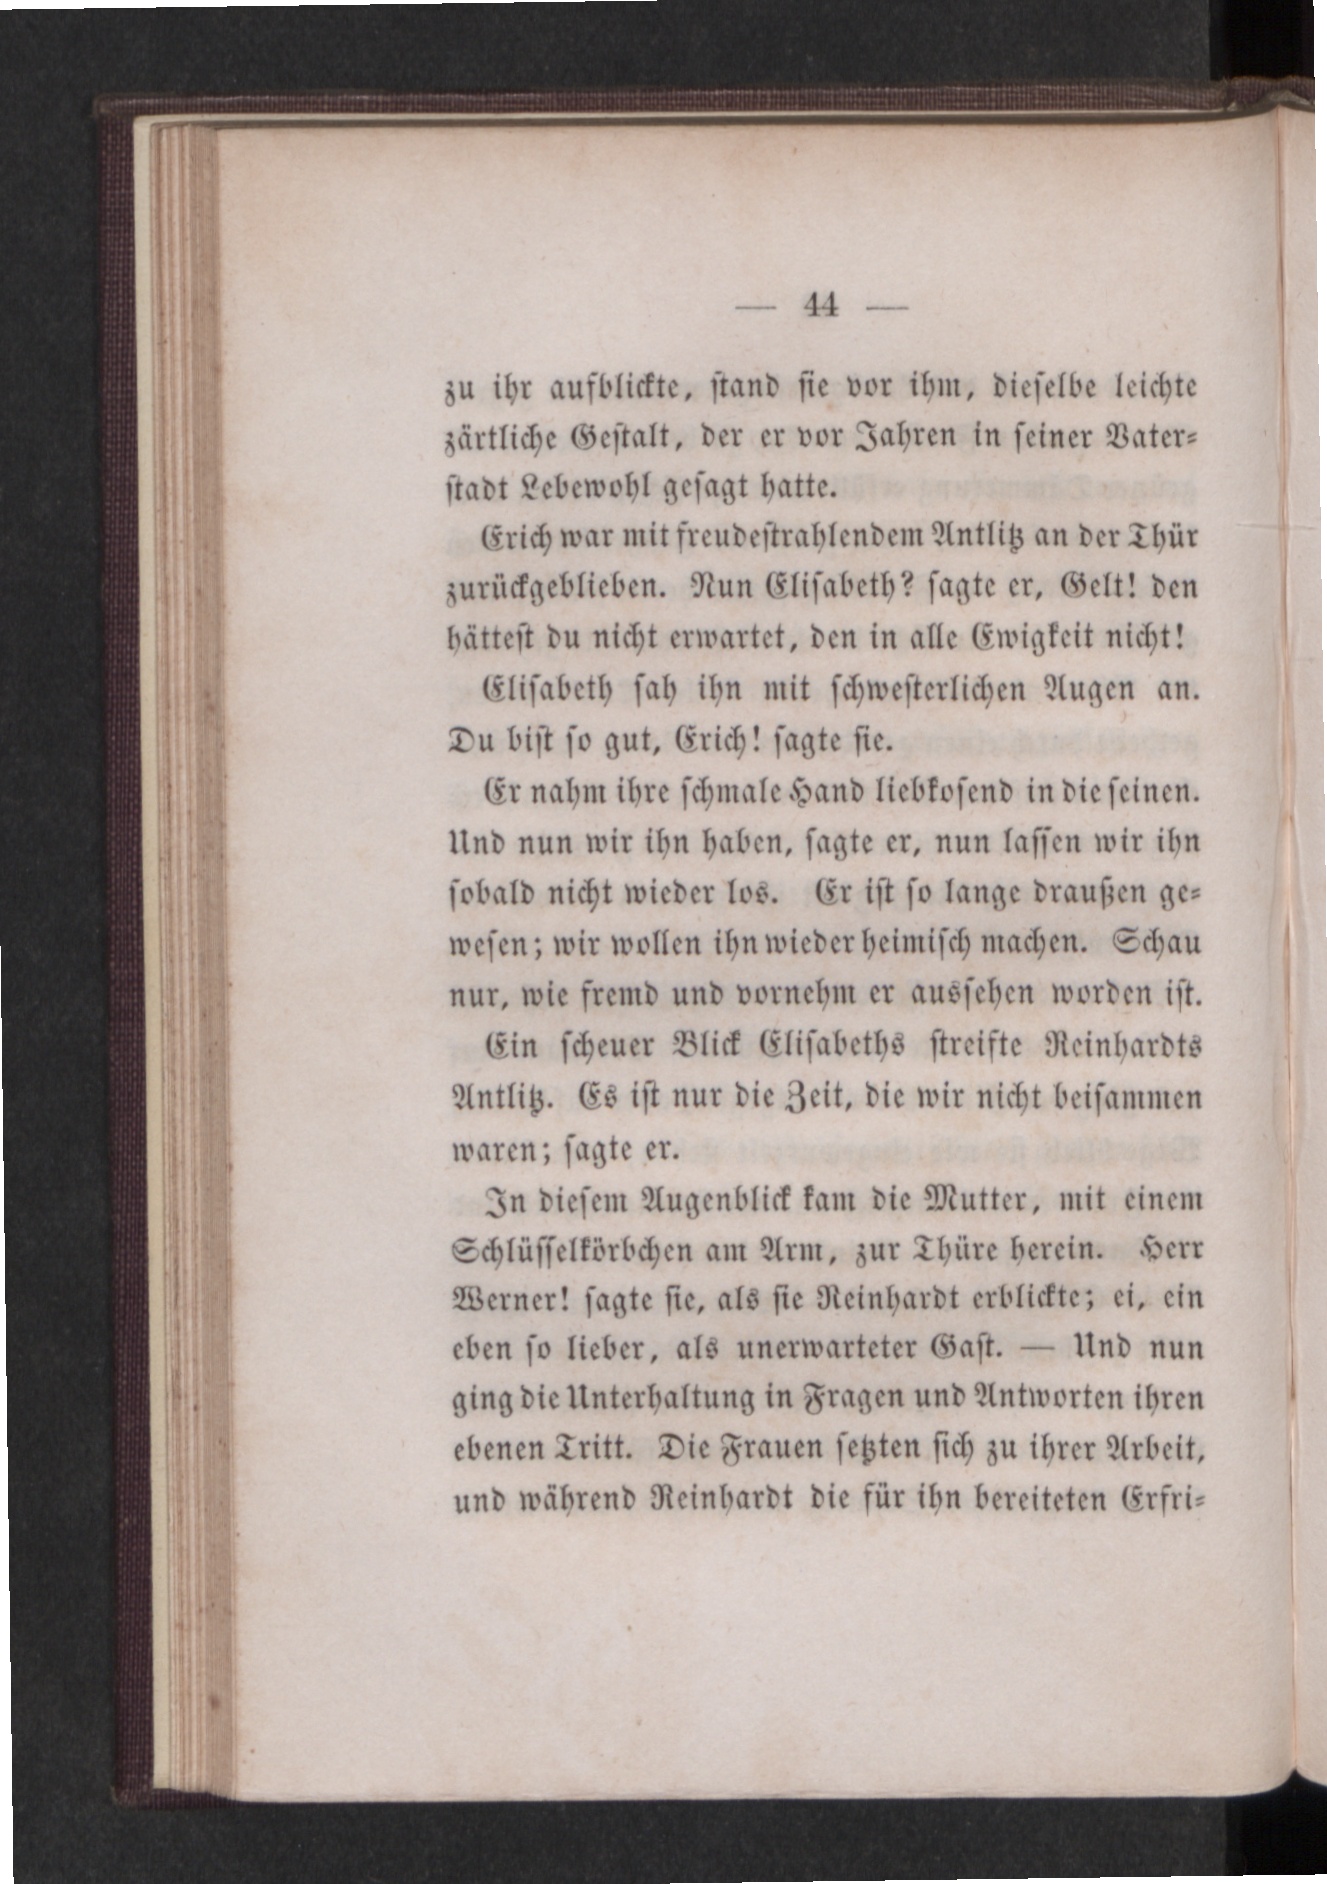 — 44 —
zu ihr aufblickte, stand sie vor ihm, dieselbe leichte
zärtliche Gestalt, der er vor Jahren in seiner Vater-
stadt Lebewohl gesagt hatte.
Erich war mit freudestrahlendem Antlitz an der Thür
zurückgeblieben. Nun Elisabeth? sagte er, Gelt! den
hättest du nicht erwartet, den in alle Ewigkeit nicht!
Elisabeth sah ihn mit schwesterlichen Augen an.
Du bist so gut, Erich! sagte sie.
Er nahm ihre schmale Hand liebkosend in die seinen.
Und nun wir ihn haben, sagte er, nun lassen wir ihn
sobald nicht wieder los. Er ist so lange draußen ge-
wesen; wir wollen ihn wieder heimisch machen. Schau
nur, wie fremd und vornehm er aussehen worden ist.
Ein scheuer Blick Elisabeths streifte Reinhardts
Antlitz. Es ist nur die Zeit, die wir nicht beisammen
waren; sagte er.
In diesem Augenblick kam die Mutter, mit einem
Schlüsselkörbchen am Arm, zur Thüre herein. Herr
Werner! sagte sie, als sie Reinhardt erblickte; ei, ein
eben so lieber, als unerwarteter Gast. — Und nun
ging die Unterhaltung in Fragen und Antworten ihren
ebenen Tritt. Die Frauen setzten sich zu ihrer Arbeit,
und während Reinhardt die für ihn bereiteten Erfri-